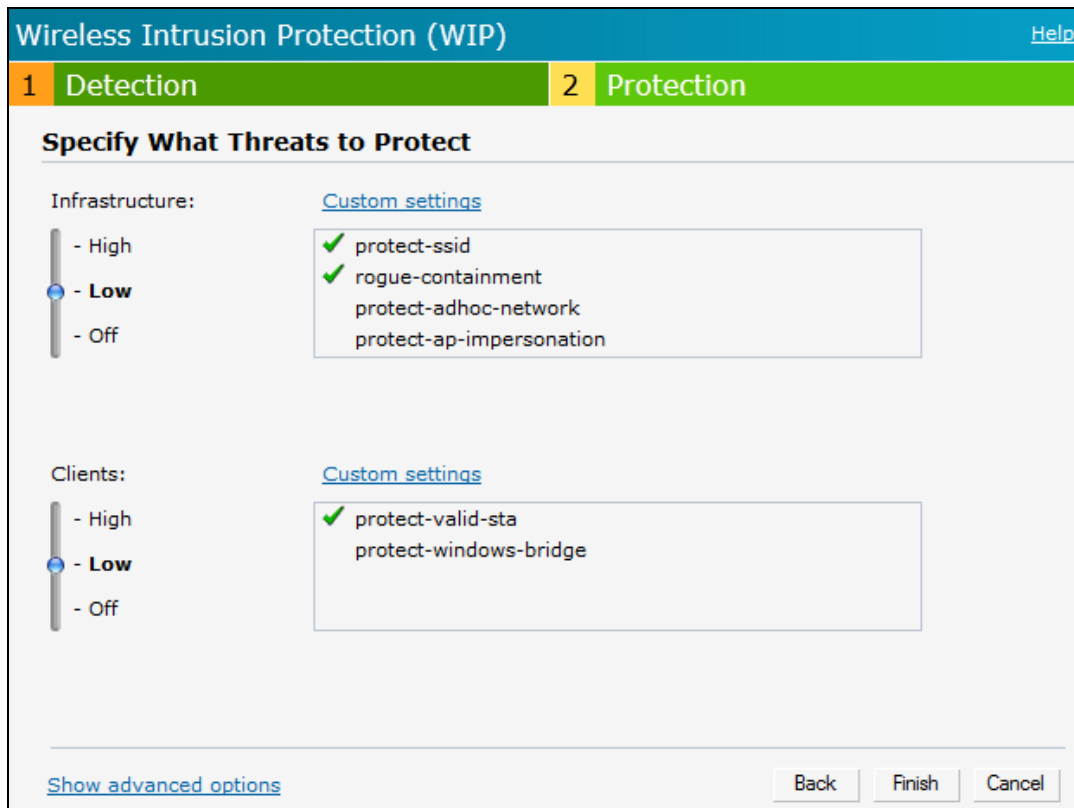 Wireless Intrusion Protection (WIP) Help
1 Detection 2 Protection
Specify What Threats to Protect
Infrastructure: Custom settings
- High
- Low
- Off
protect-ssid
rogue-containment
protect-adhoc-network
protect-ap-impersonation
Clients: Custom settings
- High
- Low
- Off
protect-valid-sta
protect-windows-bridge
Show advanced options Back Finish Cancel